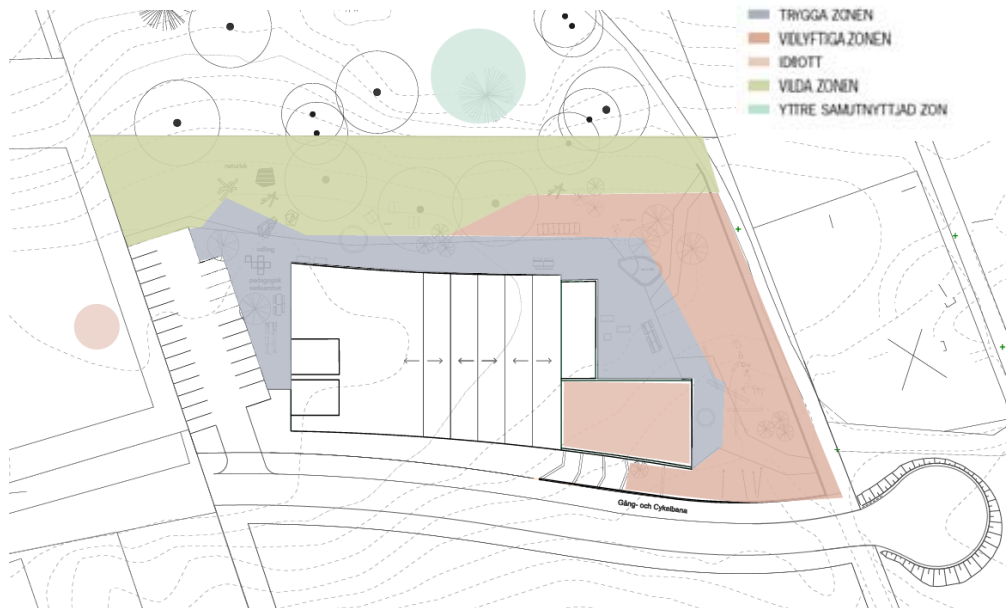 TRYGGA ZONEN
VIDLYFTIGA ZONEN
IDROTT
VILDA ZONEN
YTTRE SAMUTNYTTJAD ZON
Gång- och Cykelbana